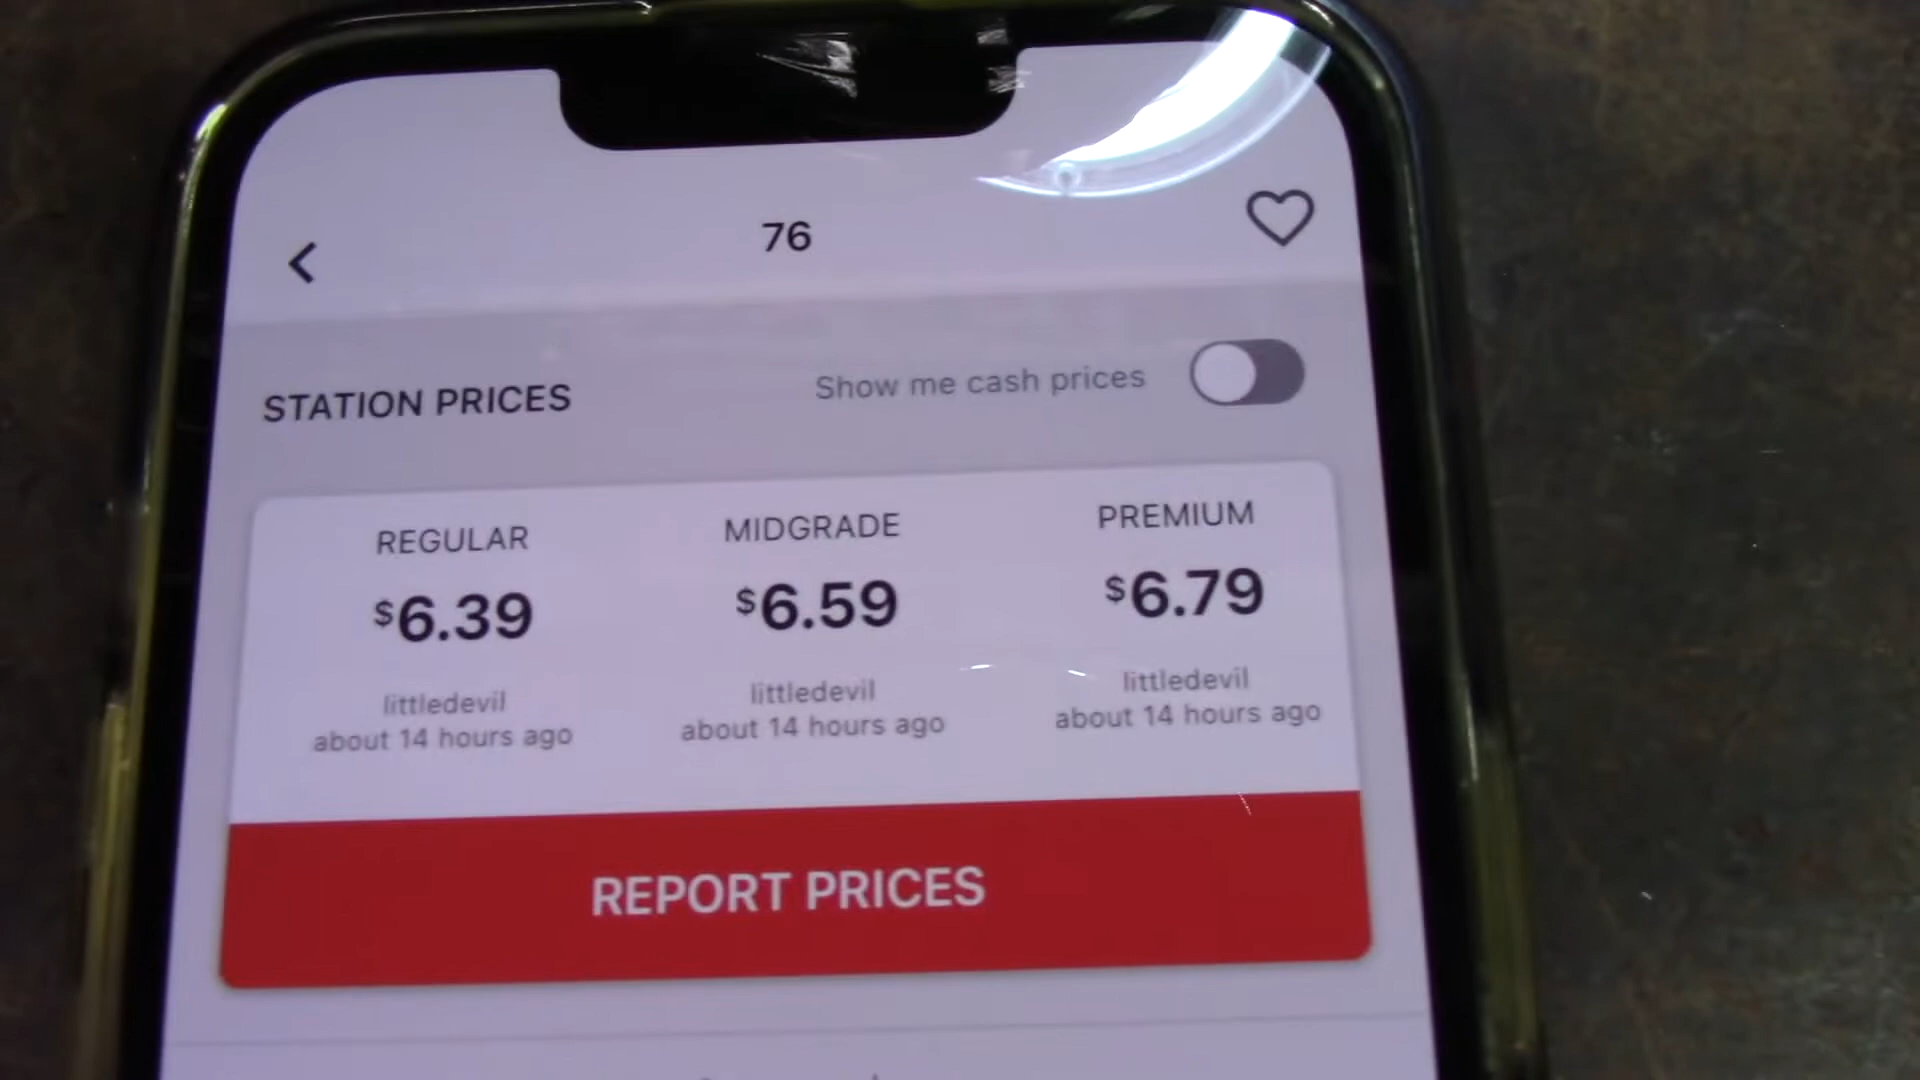 76
STATION PRICES
Show me cash prices
REGULAR
MIDGRADE
PREMIUM
$6.39
$6.59
$6.79
littledevil
about 14 hours ago
littledevil
about 14 hours ago
littledevil
about 14 hours ago
REPORT PRICES